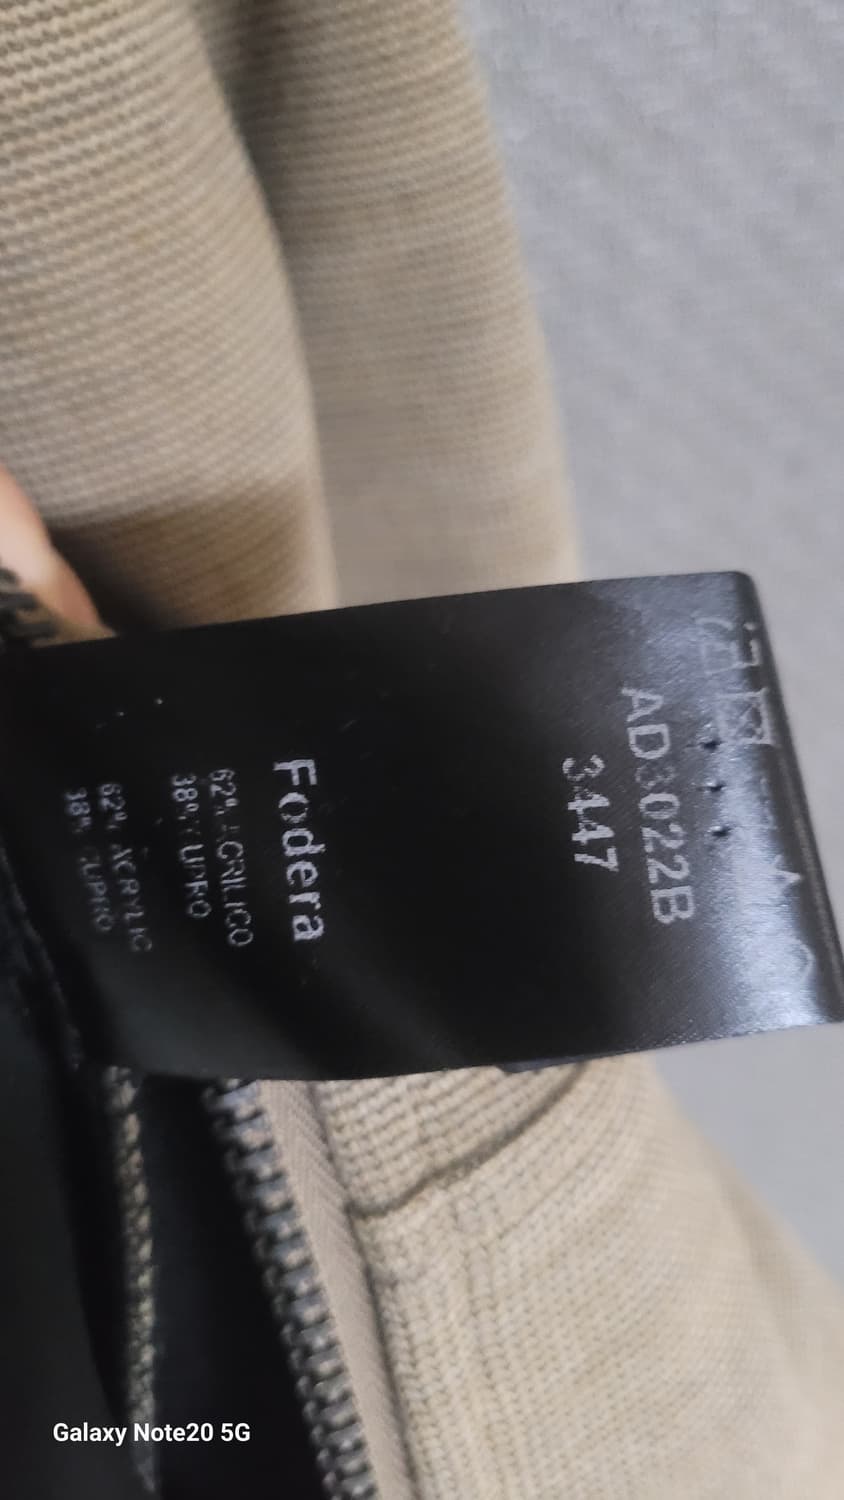 AD3022B
3447
Fodera
62% ACRILICO
38% CUPRO
62% ACRYLIC
38% CUPRO
Galaxy Note20 5G